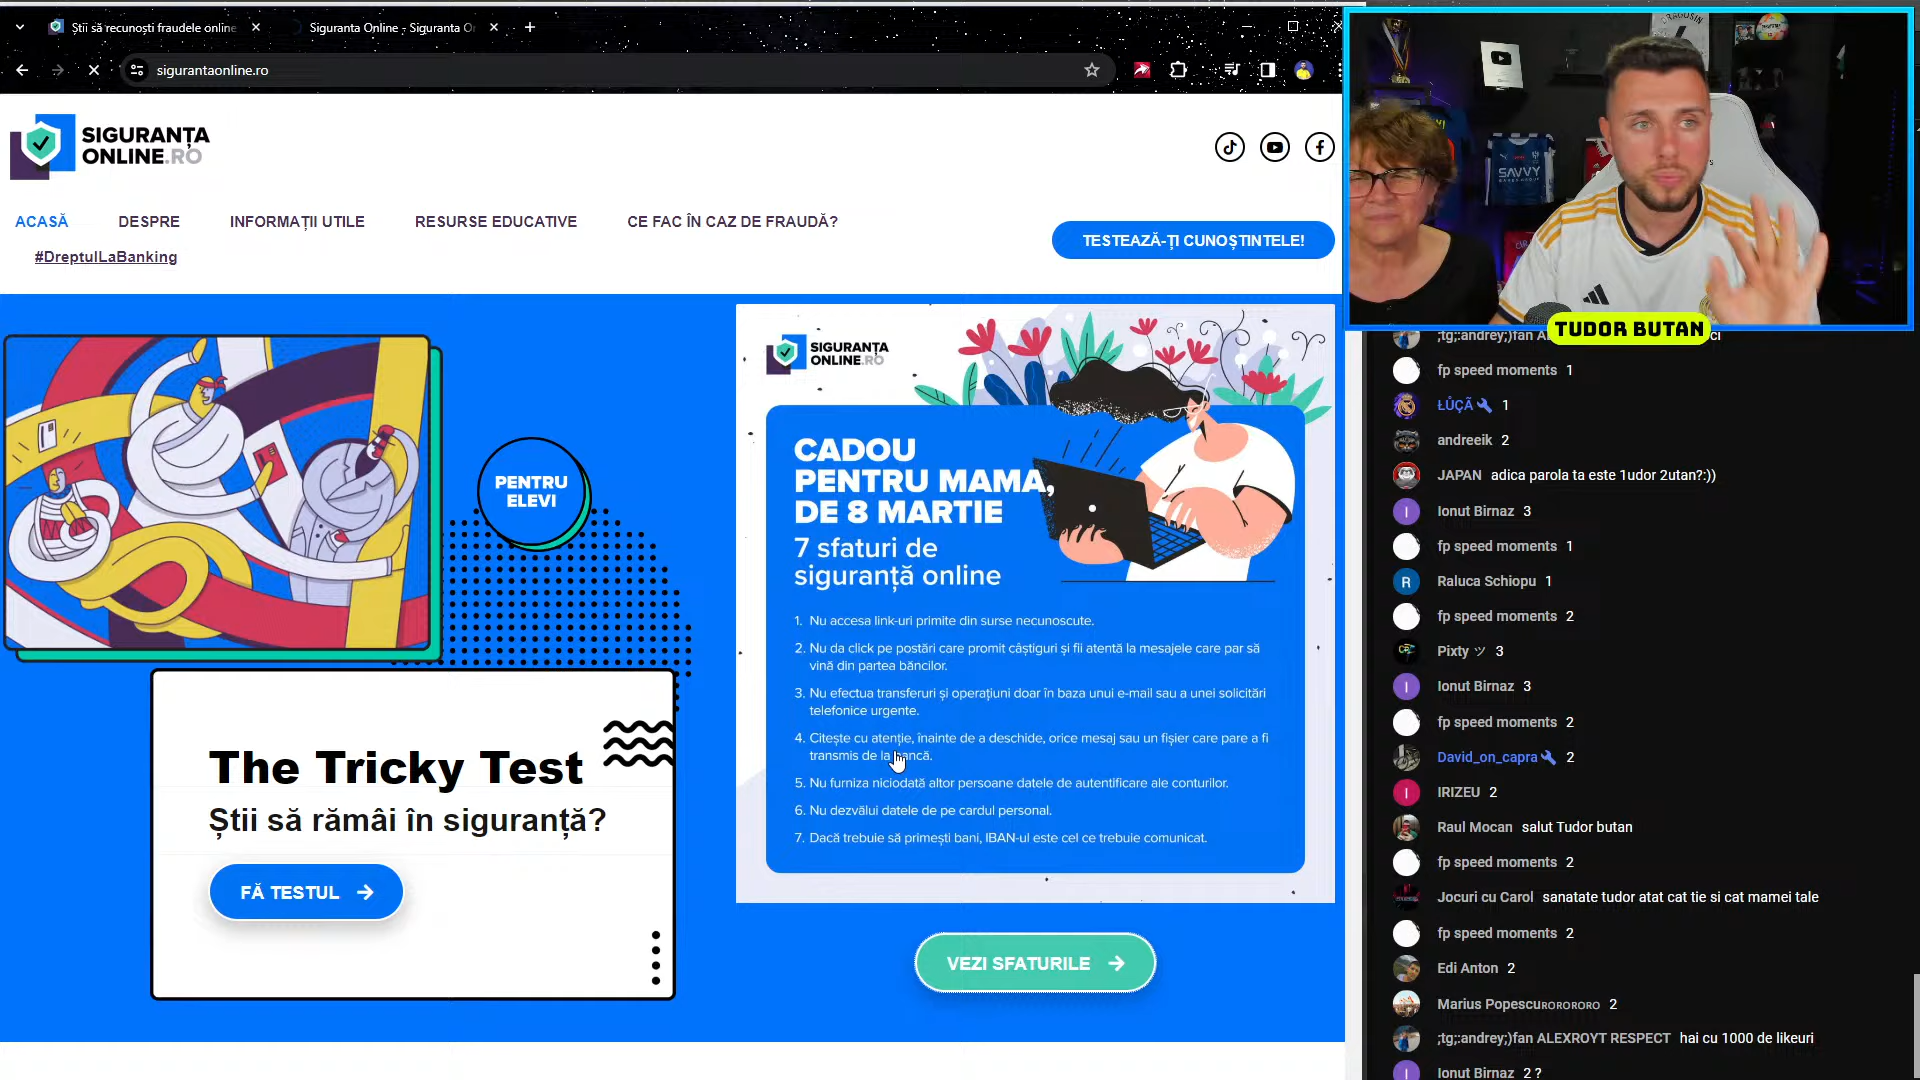 Știi să recunoști fraudele online
Siguranta Online - Siguranta Or
sigurantaonline.ro
SIGURANȚA
ONLINE.RO
ACASĂ
DESPRE
INFORMAȚII UTILE
RESURSE EDUCATIVE
CE FAC ÎN CAZ DE FRAUDĂ?
#DreptulLaBanking
TESTEAZĂ-ȚI CUNOȘTINTELE!
PENTRU
ELEVI
The Tricky Test
Știi să rămâi în siguranță?
FĂ TESTUL
SIGURANȚA
ONLINE.RO
CADOU
PENTRU MAMA,
DE 8 MARTIE
7 sfaturi de
siguranță online
1. Nu accesa link-uri primite din surse necunoscute.
2. Nu da click pe postări care promit câștiguri și fii atentă la mesajele care par să
vină din partea băncilor.
3. Nu efectua transferuri și operațiuni doar în baza unui e-mail sau a unei solicitări
telefonice urgente.
4. Citește cu atenție, înainte de a deschide, orice mesaj sau un fișier care pare a fi
transmis de la bancă.
5. Nu furniza niciodată altor persoane datele de autentificare ale conturilor.
6. Nu dezvălui datele de pe cardul personal.
7. Dacă trebuie să primești bani, IBAN-ul este cel ce trebuie comunicat.
VEZI SFATURILE
SAVVY
TUDOR BUTAN
;tg;:andrey;)fan AL
fp speed moments 1
ŁŮÇÃ 1
andreeik 2
JAPAN adica parola ta este 1udor 2utan?:))
Ionut Birnaz 3
fp speed moments 1
Raluca Schiopu 1
fp speed moments 2
Pixty ツ 3
Ionut Birnaz 3
fp speed moments 2
David_on_capra 2
IRIZEU 2
Raul Mocan salut Tudor butan
fp speed moments 2
Jocuri cu Carol sanatate tudor atat cat tie si cat mamei tale
fp speed moments 2
Edi Anton 2
Marius Popescuʀᴏʀᴏʀᴏʀᴏ 2
;tg;:andrey;)fan ALEXROYT RESPECT hai cu 1000 de likeuri
Ionut Birnaz 2 ?